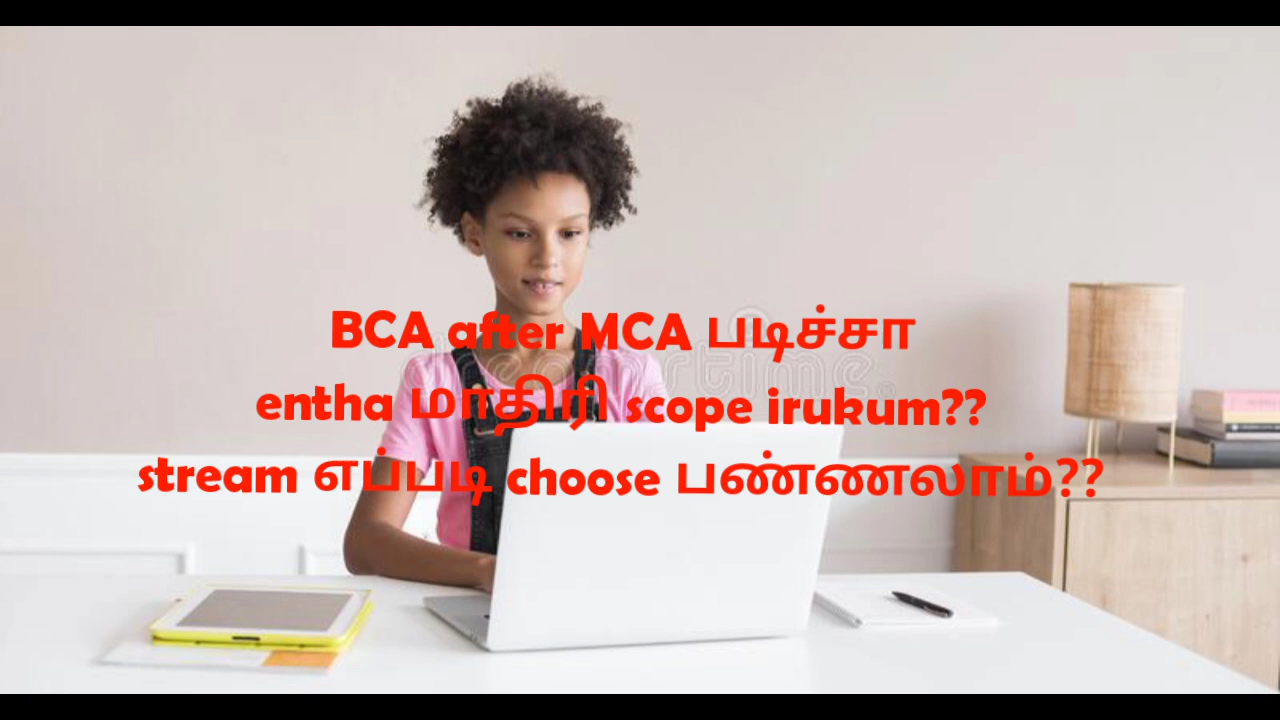 BCA after MCA படிச்சா
entha மாதிரி scope irukum??
stream எப்படி choose பண்ணலாம்??